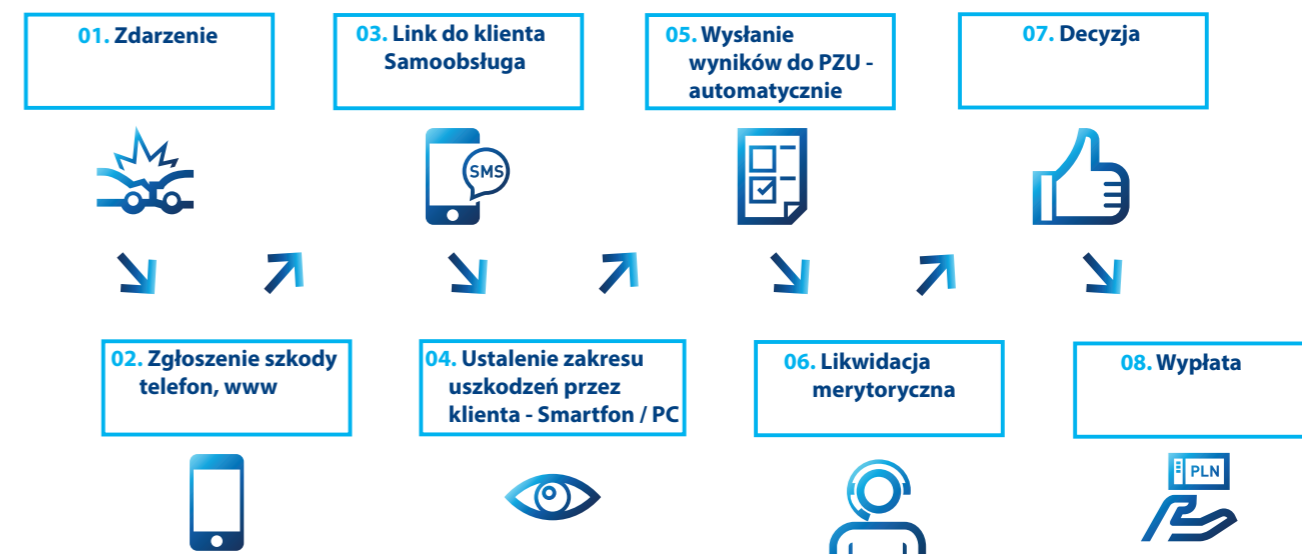 01. Zdarzenie
03. Link do klienta
Samoobsługa
05. Wysłanie
wyników do PZU -
automatycznie
07. Decyzja
SMS
02. Zgłoszenie szkody
telefon, www
04. Ustalenie zakresu
uszkodzeń przez
klienta - Smartfon / PC
06. Likwidacja
merytoryczna
08. Wypłata
PLN